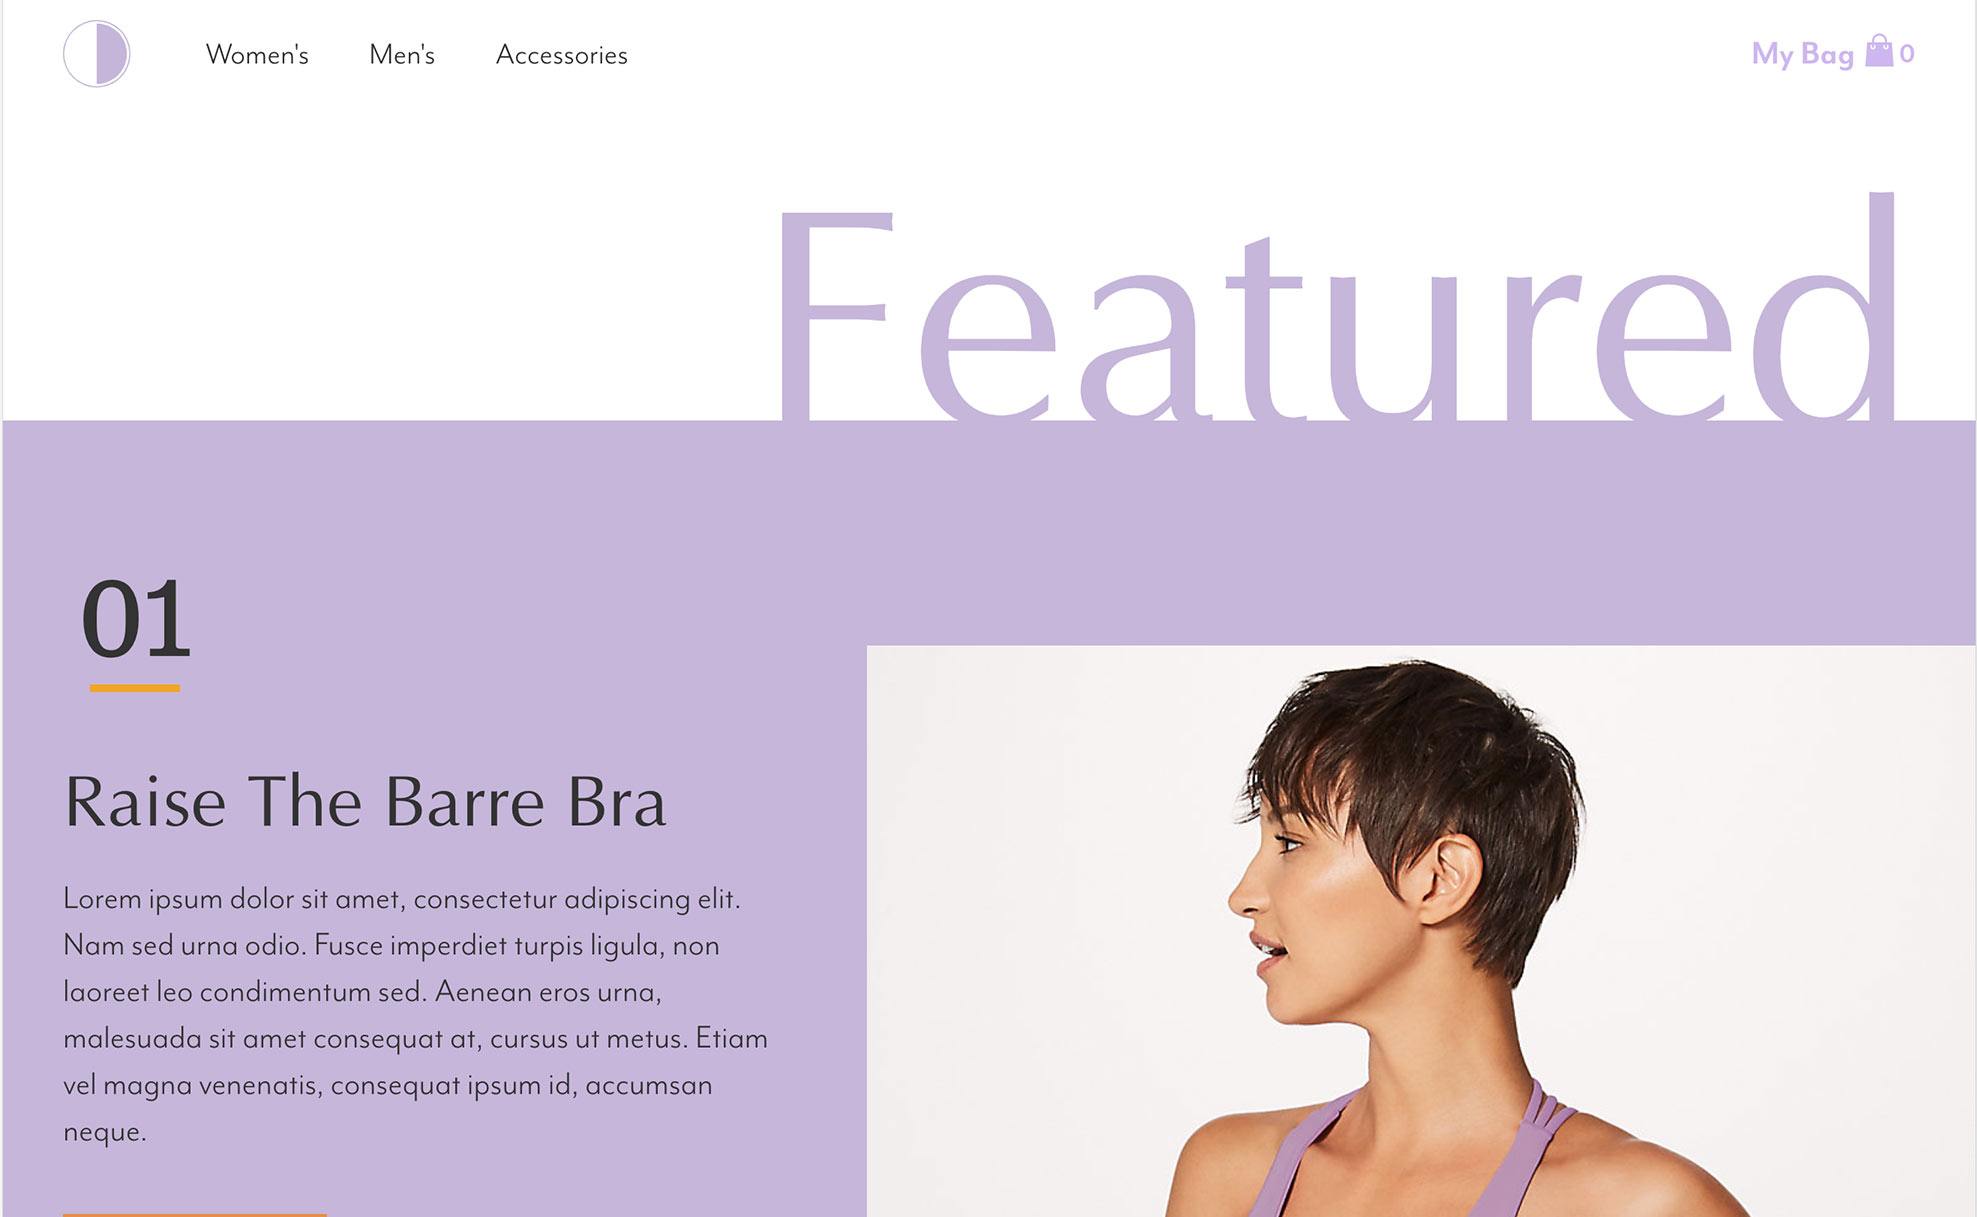 Women's Men's Accessories My Bag 0
Featured
01
Raise The Barre Bra
Lorem ipsum dolor sit amet, consectetur adipiscing elit.
Nam sed urna odio. Fusce imperdiet turpis ligula, non
laoreet leo condimentum sed. Aenean eros urna,
malesuada sit amet consequat at, cursus ut metus. Etiam
vel magna venenatis, consequat ipsum id, accumsan
neque.